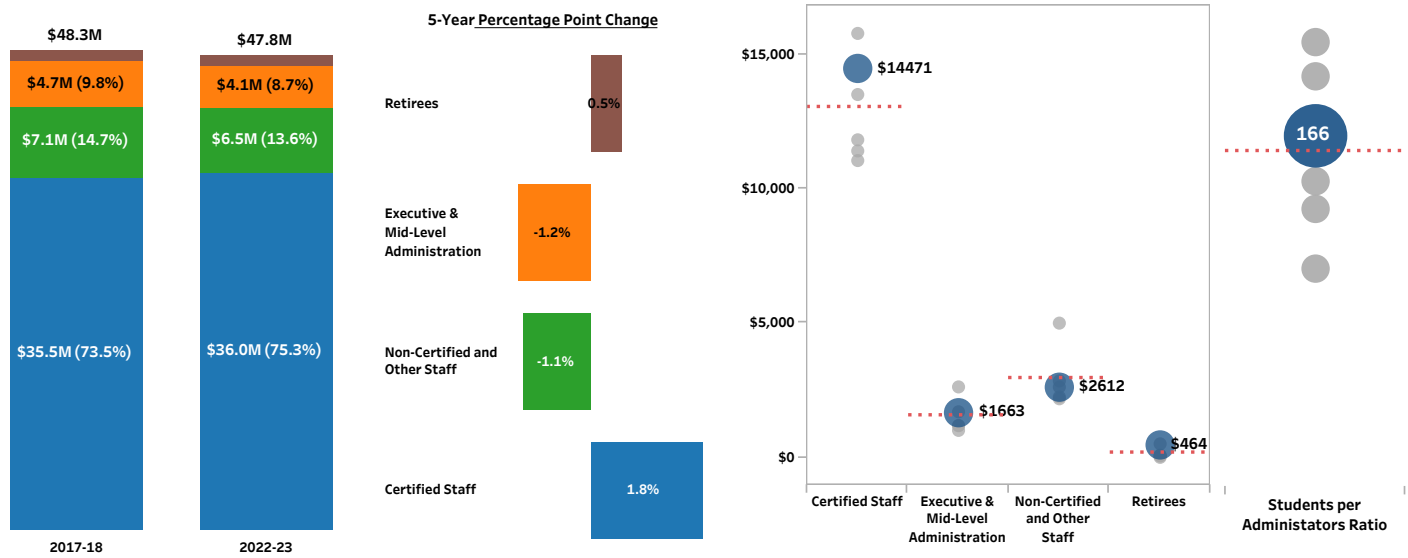 $48.3M
$4.7M (9.8%)
$7.1M (14.7%)
$35.5M (73.5%)
2017-18
$47.8M
$4.1M (8.7%)
$6.5M (13.6%)
$36.0M (75.3%)
2022-23
5-Year Percentage Point Change
Retirees
0.5%
Executive &
Mid-Level
Administration
-1.2%
Non-Certified and
Other Staff
-1.1%
Certified Staff
1.8%
$15,000
$10,000
$5,000
$0
$14471
$1663
$2612
$464
Certified Staff
Executive &
Mid-Level
Administration
Non-Certified
and Other
Staff
Retirees
166
Students per
Administators Ratio